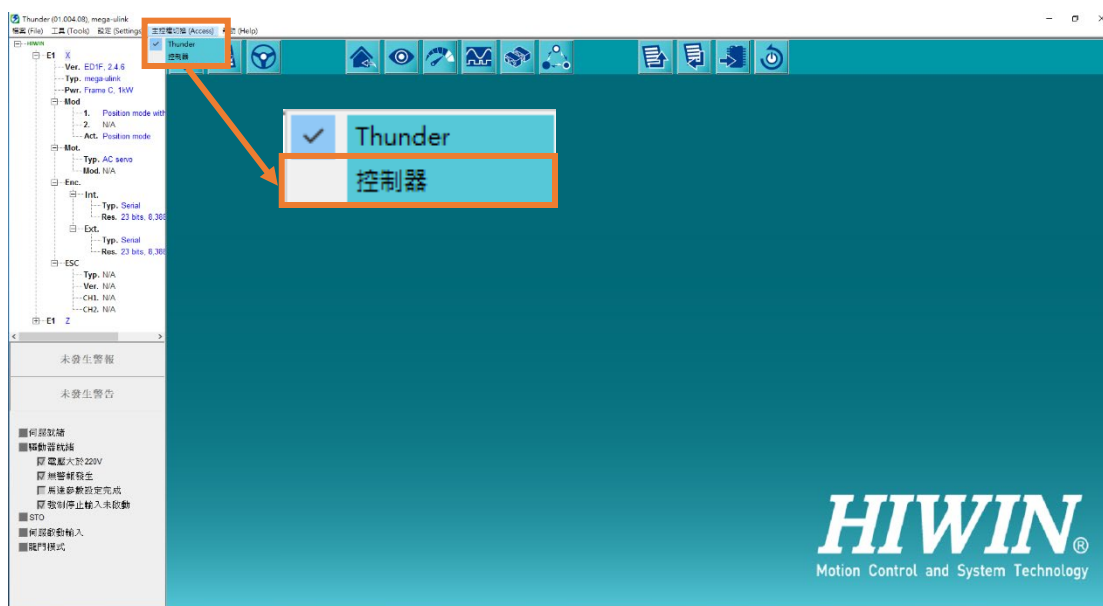 Thunder (01.004.08), mega-ulink
檔案 (File) 工具 (Tools) 設定 (Settings) 主控權切換 (Access) (Help)
Thunder
控制器
HIWIN
E1 X
Ver. ED1F, 2.4.6
Typ. mega-ulink
Pwr. Frame C, 1kW
Mod
1. Position mode with
2. N/A
Act. Position mode
Mot.
Typ. AC servo
Mod. N/A
Enc.
Int.
Typ. Serial
Res. 23 bits, 8,388
Ext.
Typ. Serial
Res. 23 bits, 8,388
ESC
Typ. N/A
Ver. N/A
CH1. N/A
CH2. N/A
E1 Z
未發生警報
未發生警告
伺服就緒
驅動器就緒
電壓大於220V
無警報發生
馬達參數設定完成
強制停止輸入未啟動
STO
伺服啟動輸入
龍門模式
Thunder
控制器
HIWIN®
Motion Control and System Technology